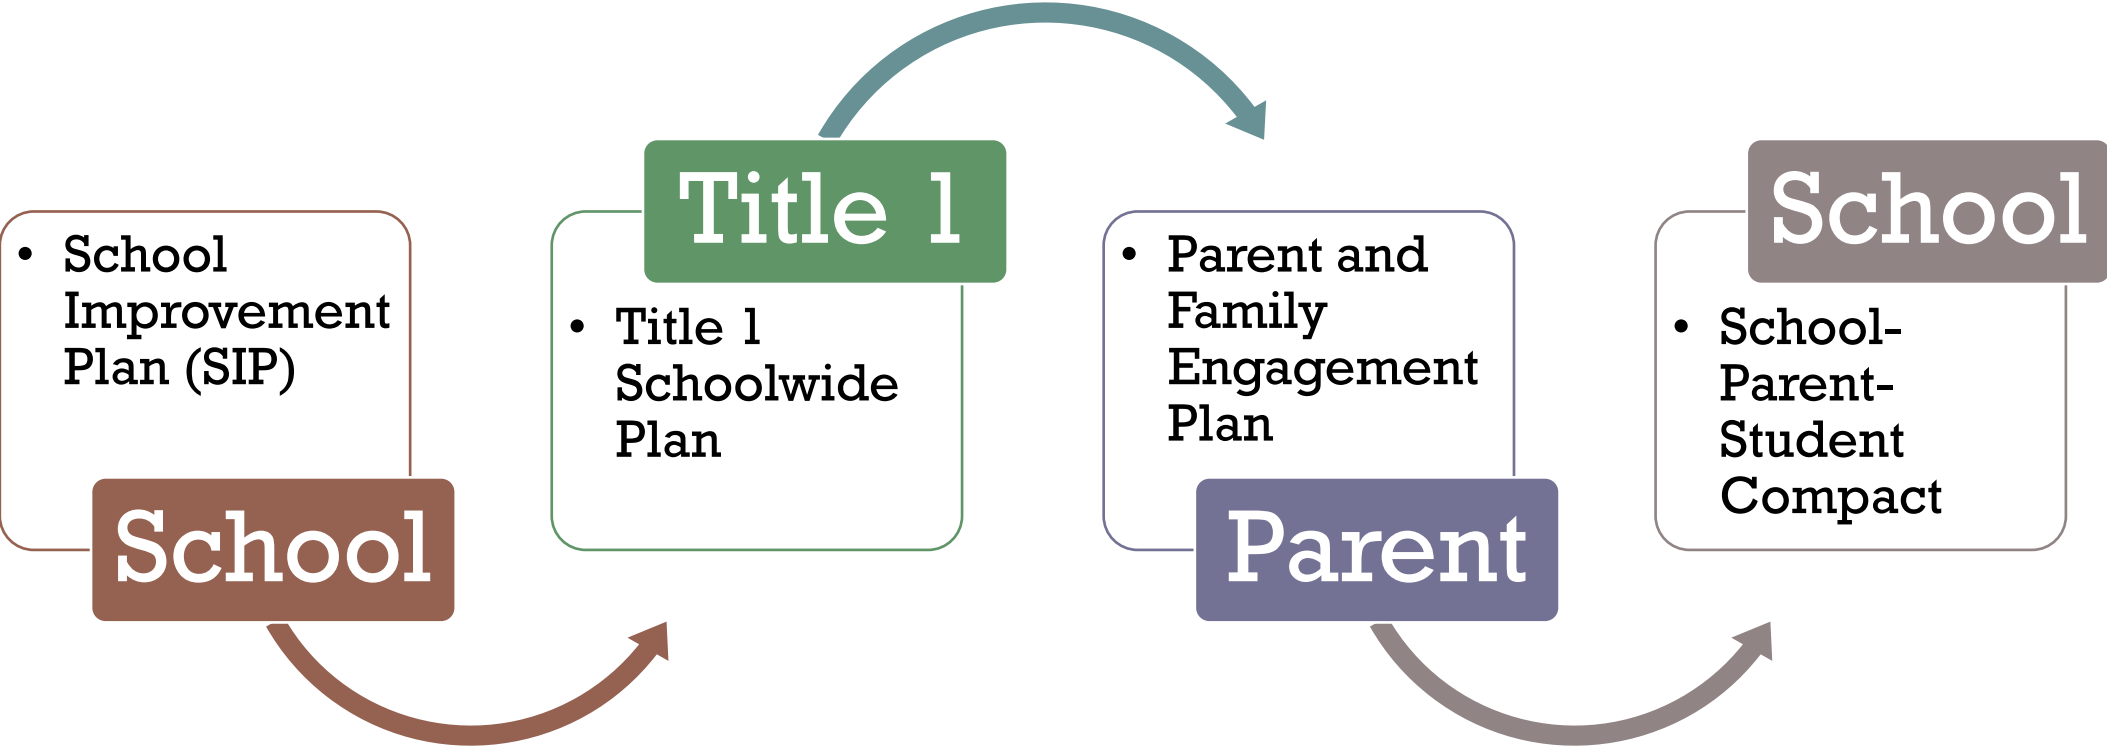 • School
Improvement
Plan (SIP)
School
Title 1
• Title 1
Schoolwide
Plan
• Parent and
Family
Engagement
Plan
Parent
School
• School-
Parent-
Student
Compact